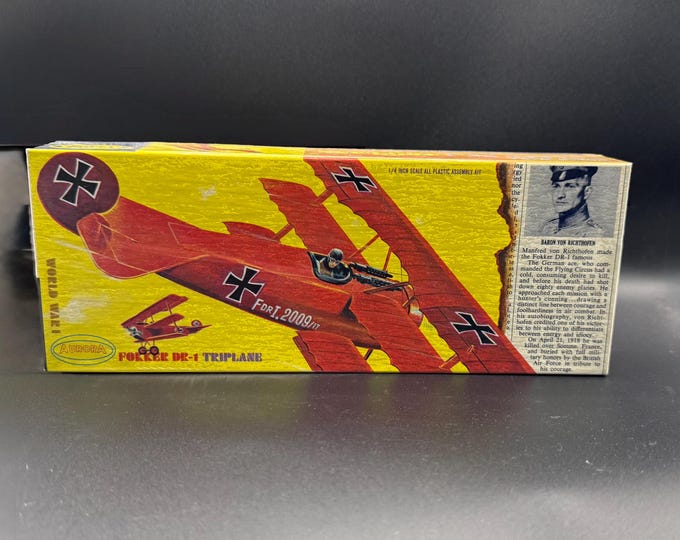 1/4 INCH SCALE ALL PLASTIC ASSEMBLY KIT
WORLD WAR I
AURORA
FOKKER DR-1 TRIPLANE
FDR I. 2009/17
BARON VON RICHTHOFEN
Manfred von Richthofen made
the Fokker DR-1 famous.
The German ace, who com-
manded the Flying Circus had a
cold, consuming desire to kill,
and before his death had shot
down eighty enemy planes. He
approached each mission with a
hunter's cunning...drawing a
distinct line between courage and
foolhardiness in air combat. In
his autobiography, von Richt-
hofen credited one of his victor-
ies to his ability to differentiate
between energy and idiocy.
On April 21, 1918 he was
killed over Somme, France,
and buried with full mili-
tary honors by the British
Air Force in tribute to
his courage.